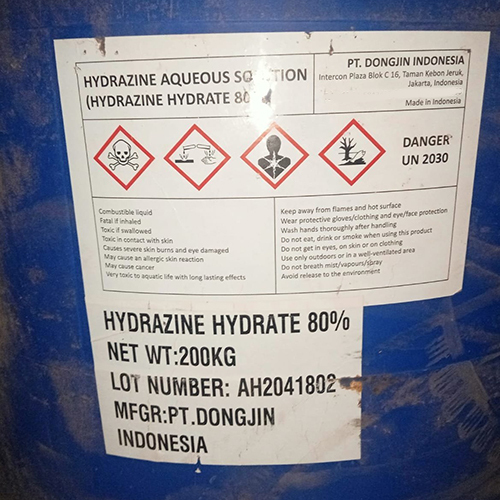 HYDRAZINE AQUEOUS SOLUTION
(HYDRAZINE HYDRATE 80
PT. DONGJIN INDONESIA
Intercon Plaza Blok C 16, Taman Kebon Jeruk,
Jakarta, Indonesia
Made in Indonesia
DANGER
UN 2030
Combustible liquid
Fatal if inhaled
Toxic if swallowed
Toxic in contact with skin
Causes severe skin burns and eye damaged
May cause an allergic skin reaction
May cause cancer
Very toxic to aquatic life with long lasting effects
Keep away from flames and hot surface
Wear protective gloves/clothing and eye/face protection
Wash hands thoroughly after handling
Do not eat, drink or smoke when using this product
Do not get in eyes, on skin or on clothing
Use only outdoors or in a well-ventilated area
Do not breath mist/vapours/spray
Avoid release to the environment
HYDRAZINE HYDRATE 80%
NET WT:200KG
LOT NUMBER: AH2041802
MFGR:PT.DONGJIN
INDONESIA